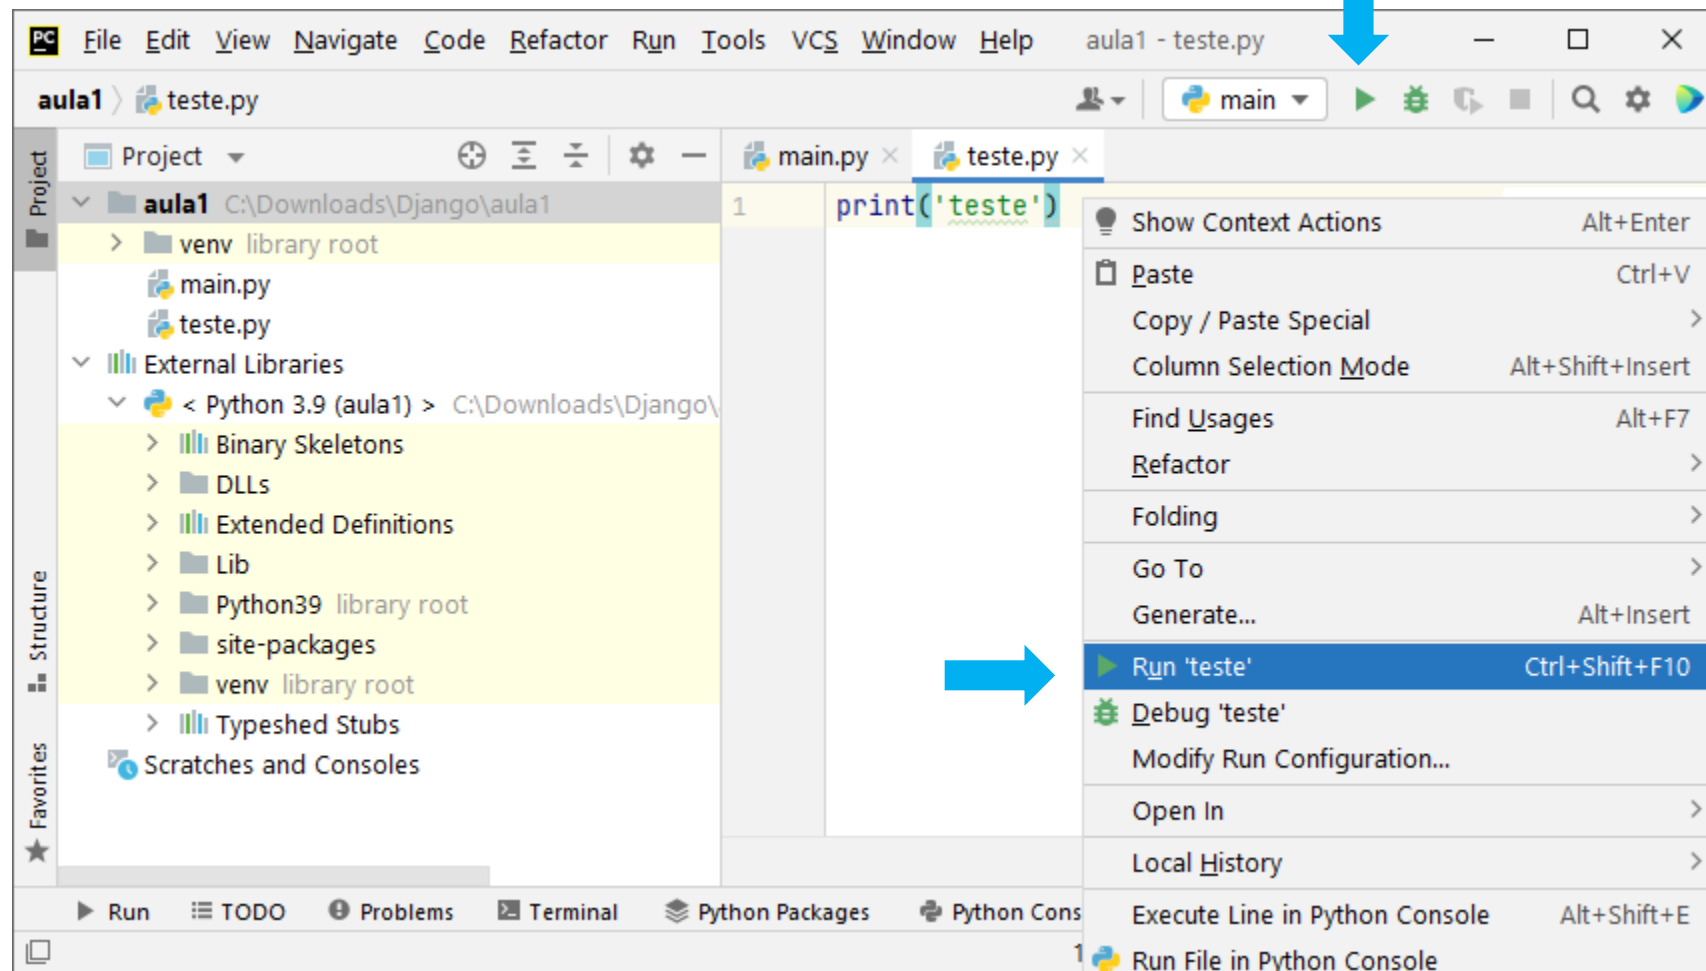 PC File Edit View Navigate Code Refactor Run Tools VCS Window Help aula1 - teste.py
aula1 teste.py main
Project
Project
main.py
teste.py
aula1 C:\Downloads\Django\aula1
venv library root
main.py
teste.py
External Libraries
< Python 3.9 (aula1) > C:\Downloads\Django\
Binary Skeletons
DLLs
Extended Definitions
Lib
Python39 library root
site-packages
venv library root
Typeshed Stubs
Scratches and Consoles
Structure
Favorites
1 print('teste')
Show Context Actions Alt+Enter
Paste Ctrl+V
Copy / Paste Special
Column Selection Mode Alt+Shift+Insert
Find Usages Alt+F7
Refactor
Folding
Go To
Generate... Alt+Insert
Run 'teste' Ctrl+Shift+F10
Debug 'teste'
Modify Run Configuration...
Open In
Local History
Execute Line in Python Console Alt+Shift+E
Run File in Python Console
Run TODO Problems Terminal Python Packages Python Cons
1